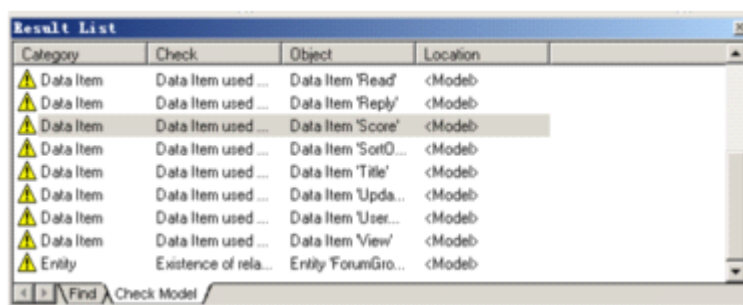 Result List
Category Check Object Location
Data Item Data Item used ... Data Item 'Read' <Model>
Data Item Data Item used ... Data Item 'Reply' <Model>
Data Item Data Item used ... Data Item 'Score' <Model>
Data Item Data Item used ... Data Item 'SortO... <Model>
Data Item Data Item used ... Data Item 'Title' <Model>
Data Item Data Item used ... Data Item 'Upda... <Model>
Data Item Data Item used ... Data Item 'User... <Model>
Data Item Data Item used ... Data Item 'View' <Model>
Entity Existence of rela... Entity 'ForumGro... <Model>
Find Check Model